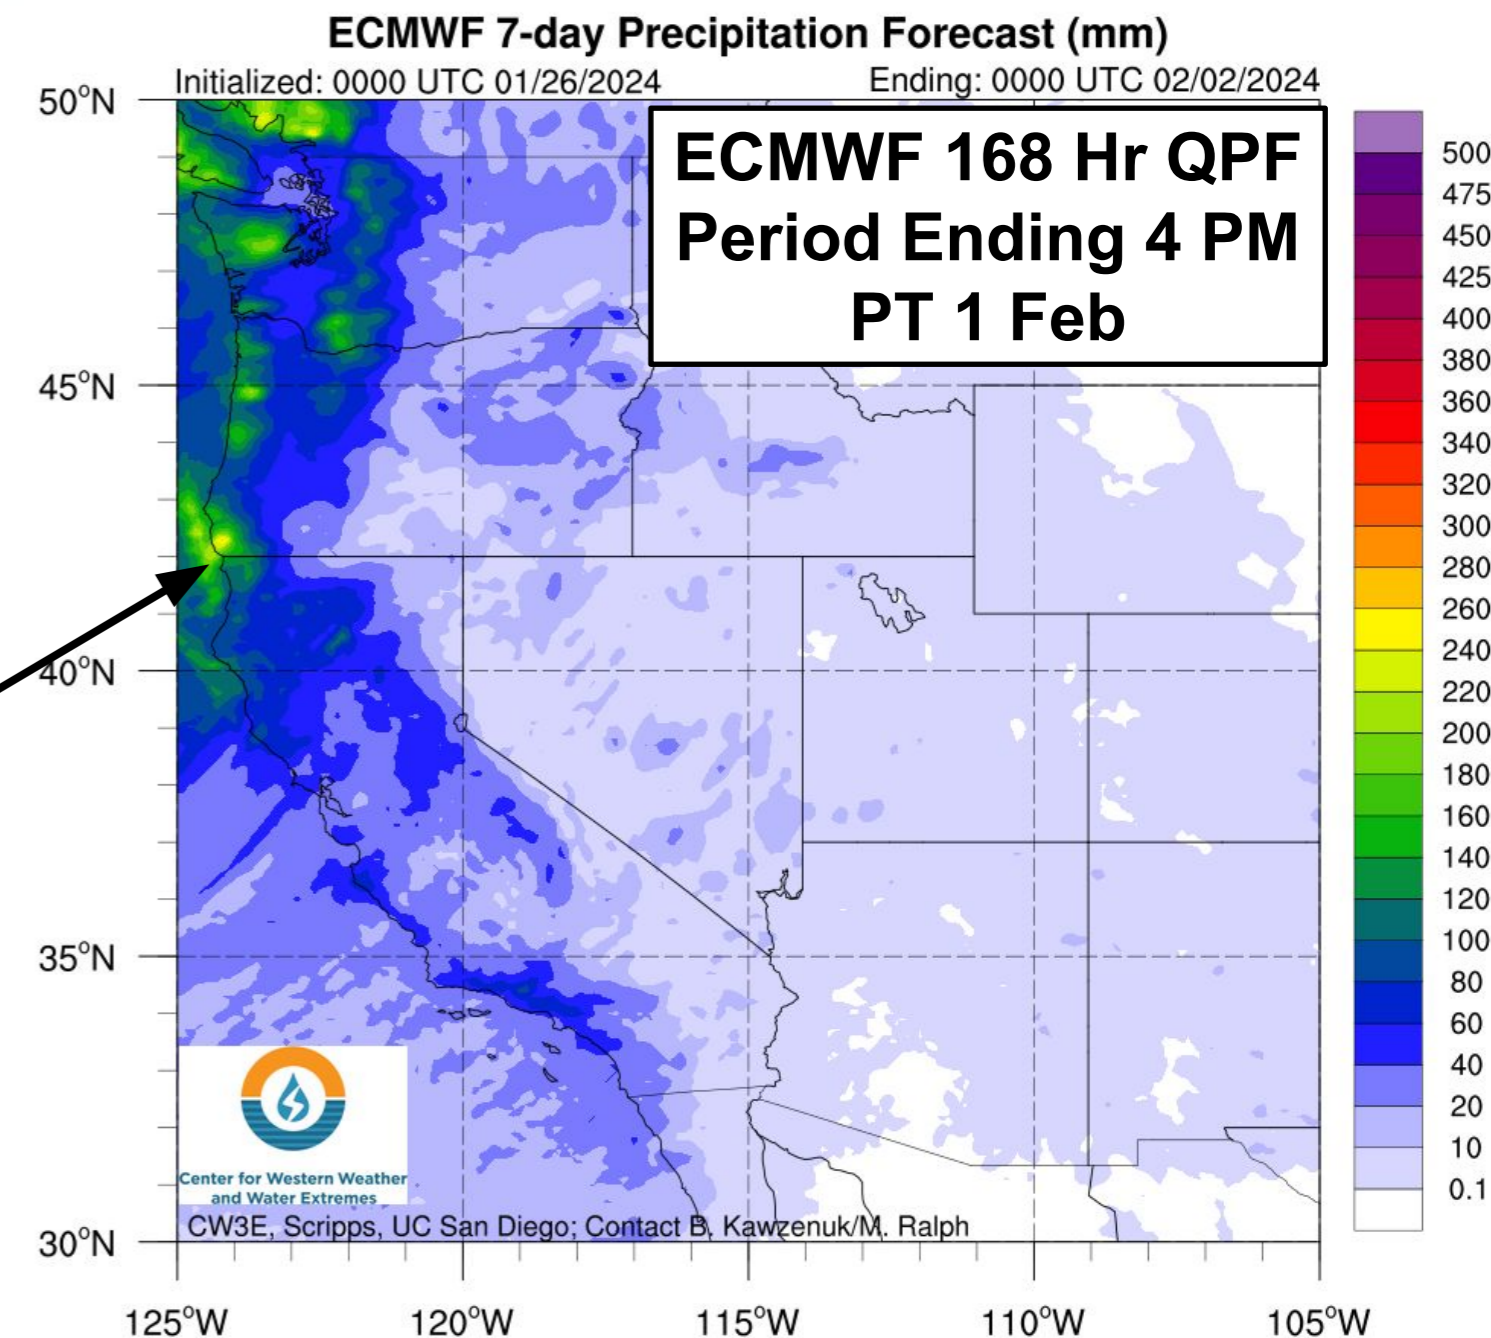 ECMWF 7-day Precipitation Forecast (mm)
Initialized: 0000 UTC 01/26/2024
Ending: 0000 UTC 02/02/2024
ECMWF 168 Hr QPF
Period Ending 4 PM
PT 1 Feb
50°N
45°N
40°N
35°N
30°N
125°W
120°W
115°W
110°W
105°W
500
475
450
425
400
380
360
340
320
300
280
260
240
220
200
180
160
140
120
100
80
60
40
20
10
0.1
Center for Western Weather
and Water Extremes
CW3E, Scripps, UC San Diego; Contact B. Kawzenuk/M. Ralph